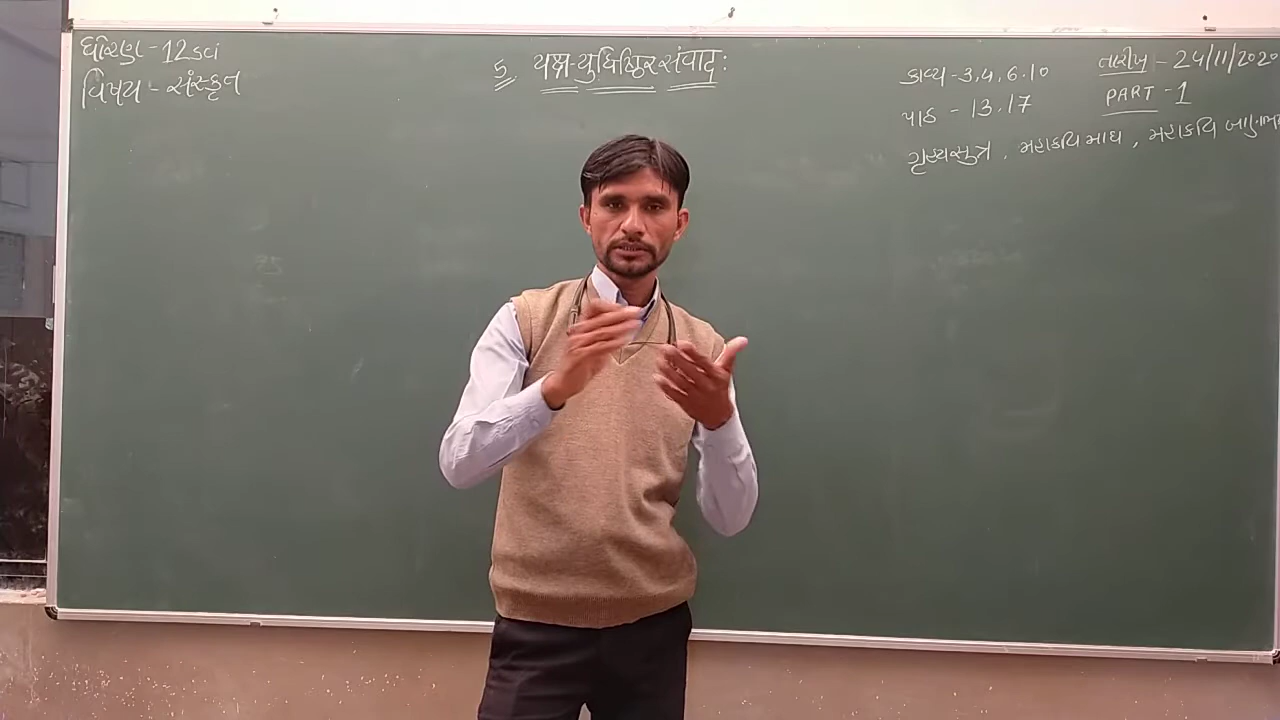 ધોરણ - 12 ડવાં
વિષય - સંસ્કૃત
5. यक्ष-युधिष्ठिर संवाद:
કાવ્ય - 3,4,6,10
પાઠ - 13,17
ગૃહ્યસુત્ર, મહાકવિ માઘ, મહાકવિ
તારીખ - 24/11/2020
PART - 1